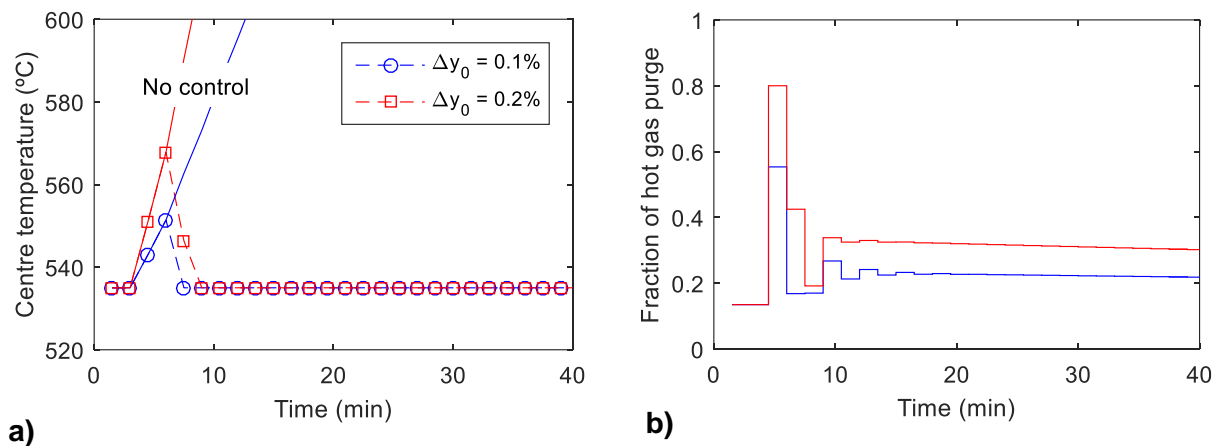 600
580
560
540
520
Centre temperature (ºC)
No control
Δy0 = 0.1%
Δy0 = 0.2%
0
10
20
30
40
Time (min)
a)
1
0.8
0.6
0.4
0.2
0
Fraction of hot gas purge
0
10
20
30
40
Time (min)
b)